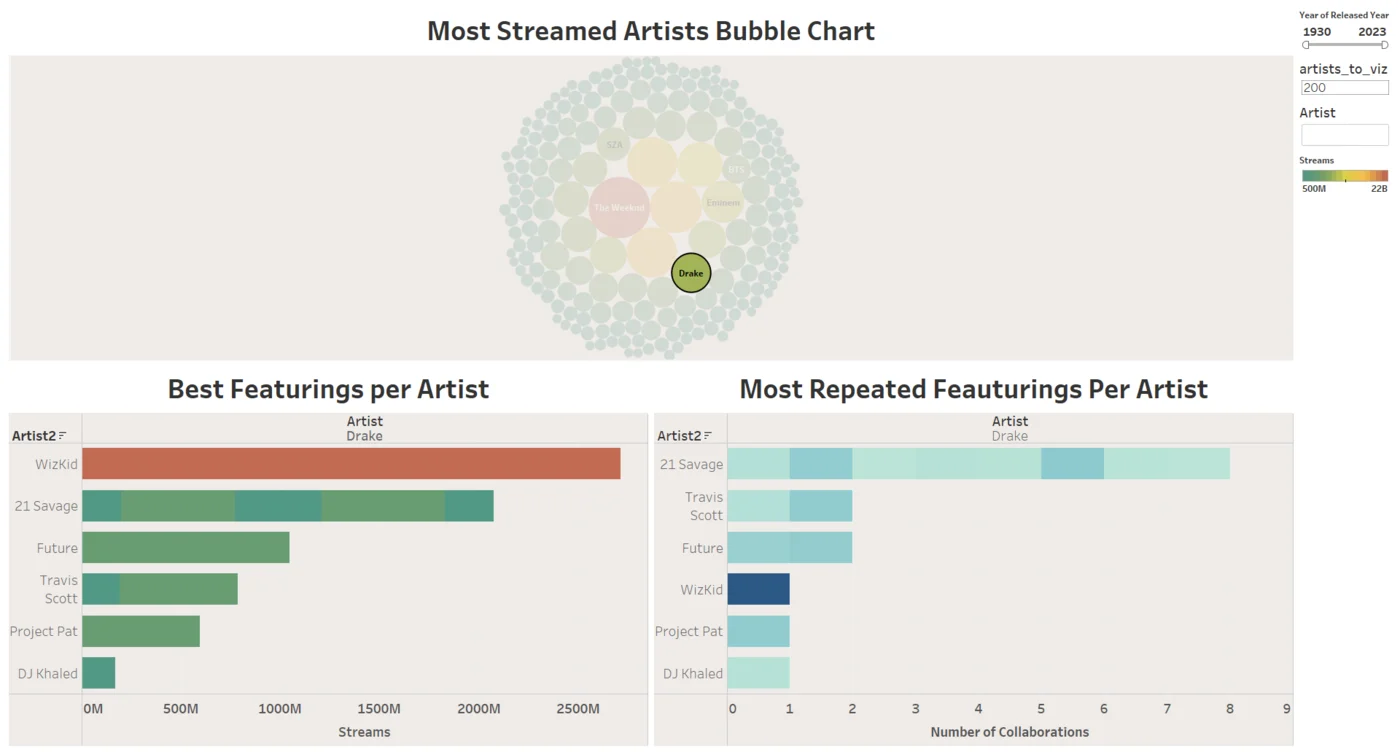 Most Streamed Artists Bubble Chart
Year of Released Year
1930 2023
artists_to_viz
200
Artist
Streams
500M 22B
SZA
BTS
The Weeknd
Eminem
Drake
Best Featurings per Artist
Artist
Drake
Artist2
WizKid
21 Savage
Future
Travis
Scott
Project Pat
DJ Khaled
0M 500M 1000M 1500M 2000M 2500M
Streams
Most Repeated Feauturings Per Artist
Artist
Drake
Artist2
21 Savage
Travis
Scott
Future
WizKid
Project Pat
DJ Khaled
0 1 2 3 4 5 6 7 8 9
Number of Collaborations